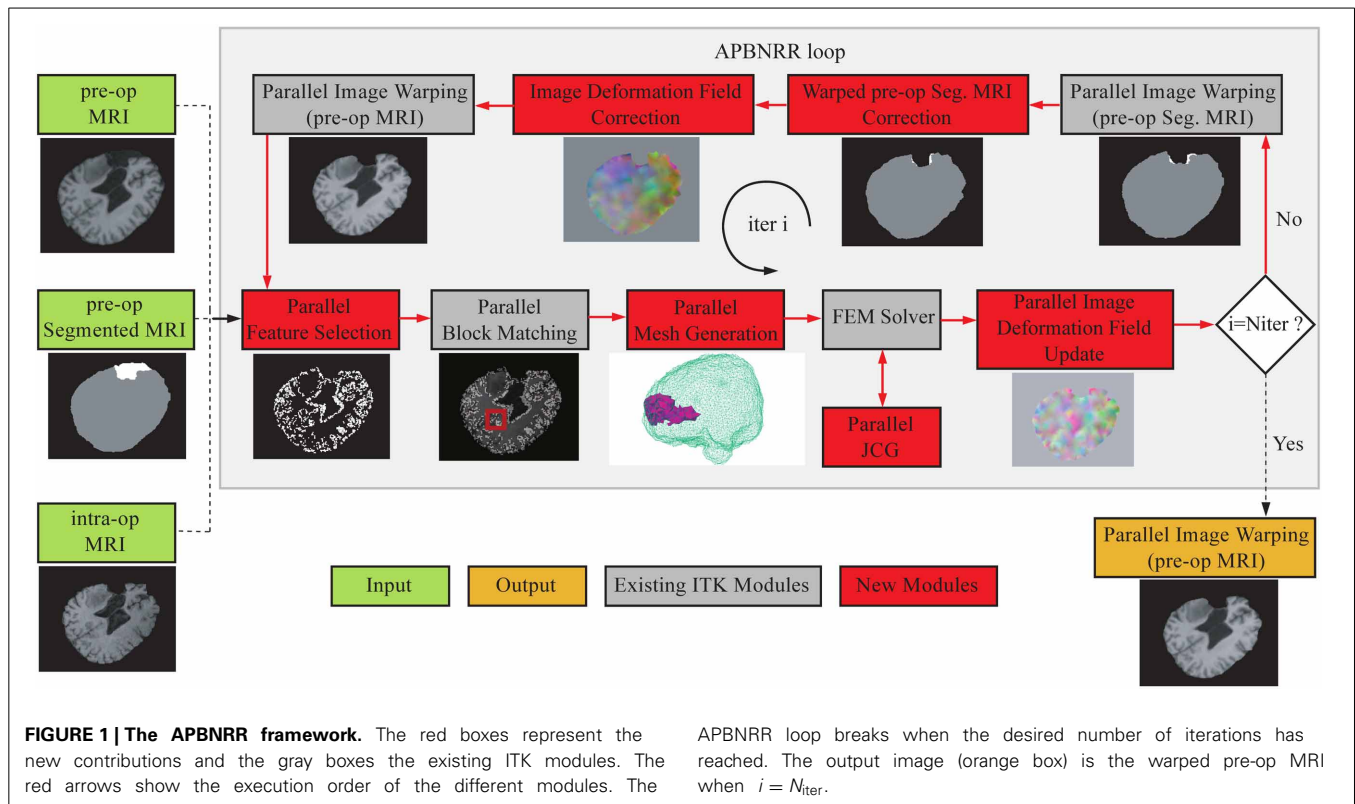 APBNRR loop
pre-op
MRI
Parallel Image Warping
(pre-op MRI)
Image Deformation Field
Correction
Warped pre-op Seg. MRI
Correction
Parallel Image Warping
(pre-op Seg. MRI)
iter i
No
pre-op
Segmented MRI
Parallel
Feature Selection
Parallel
Block Matching
Parallel
Mesh Generation
FEM Solver
Parallel Image
Deformation Field
Update
i=Niter ?
Parallel
JCG
Yes
intra-op
MRI
Parallel Image Warping
(pre-op MRI)
Input
Output
Existing ITK Modules
New Modules
FIGURE 1 | The APBNRR framework. The red boxes represent the
new contributions and the gray boxes the existing ITK modules. The
red arrows show the execution order of the different modules. The
APBNRR loop breaks when the desired number of iterations has
reached. The output image (orange box) is the warped pre-op MRI
when i = Niter.